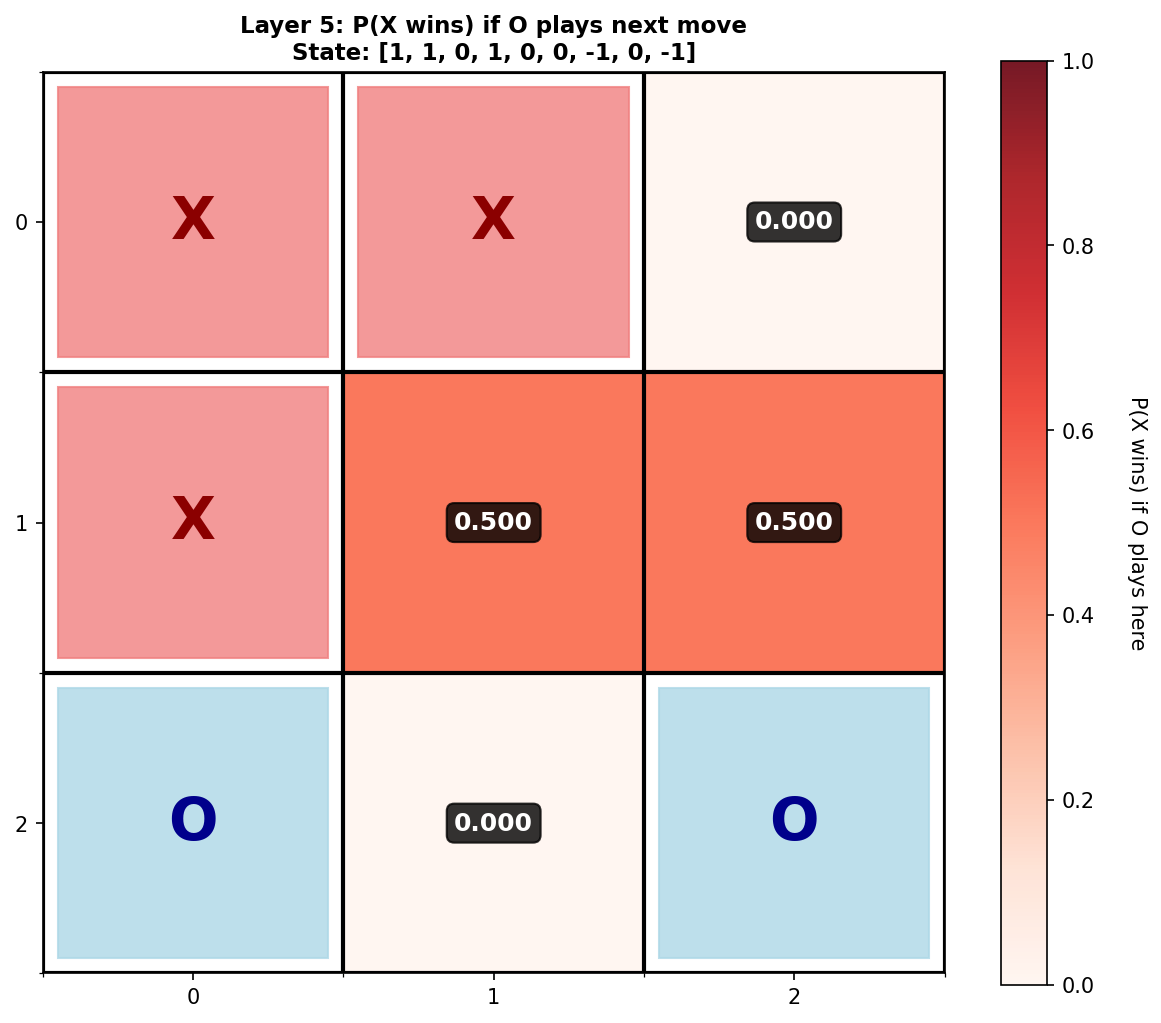 Layer 5: P(X wins) if O plays next move
State: [1, 1, 0, 1, 0, 0, -1, 0, -1]
0
X
X
0.000
1
X
0.500
0.500
2
O
0.000
O
0
1
2
1.0
0.8
0.6
0.4
0.2
0.0
P(X wins) if O plays here